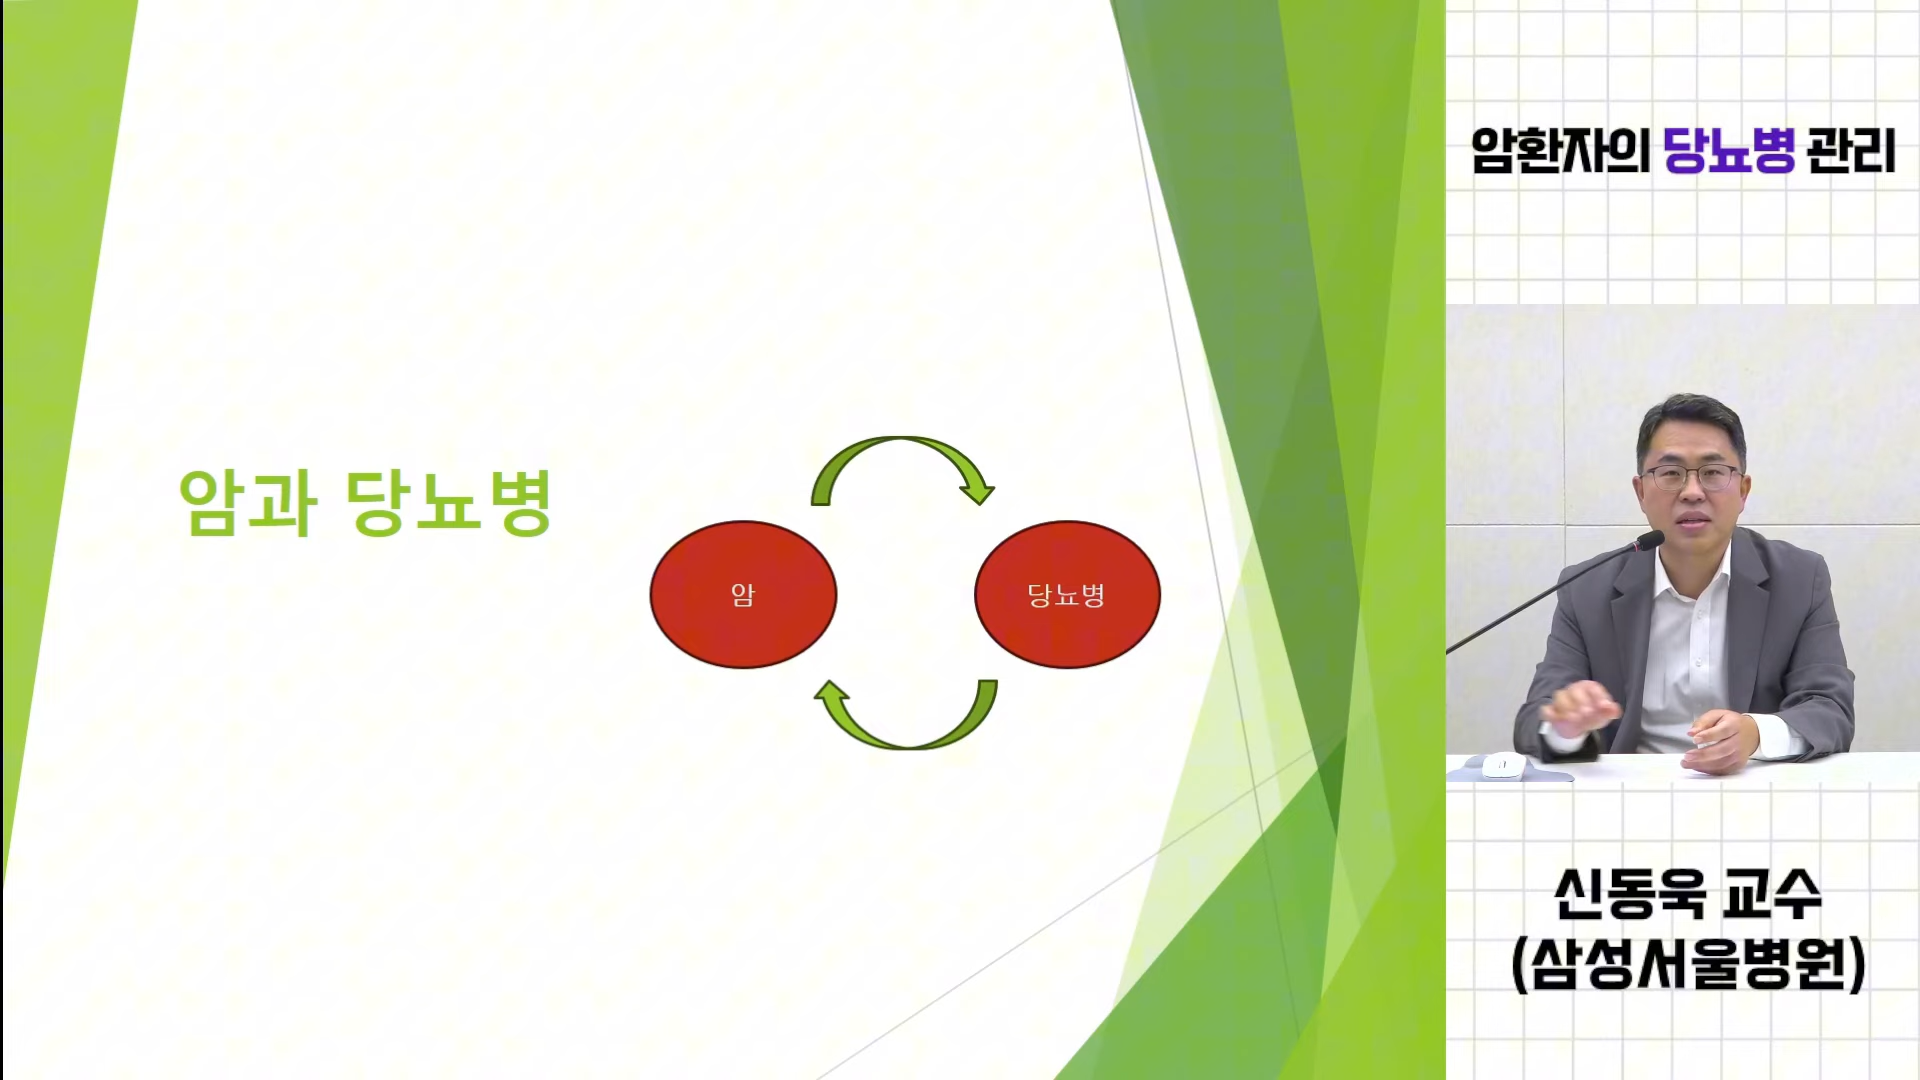 암과 당뇨병
암
당뇨병
암환자의 당뇨병 관리
신동욱 교수
(삼성서울병원)